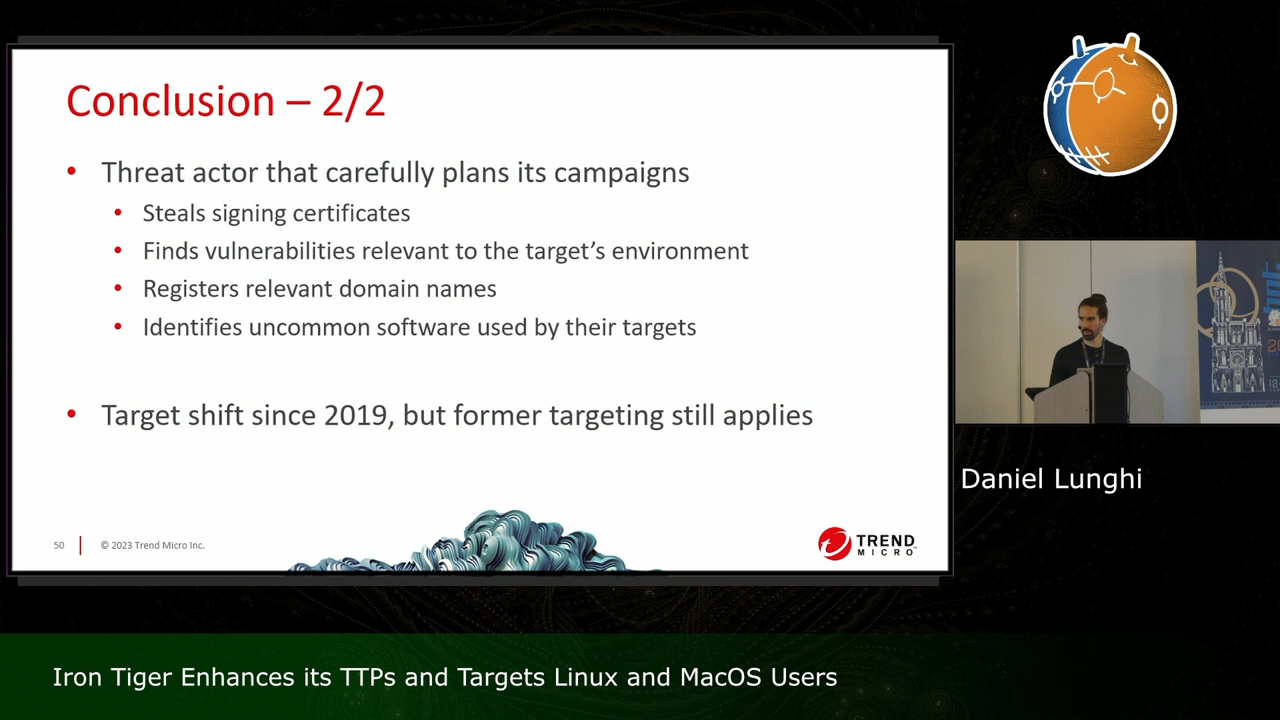 Conclusion – 2/2
• Threat actor that carefully plans its campaigns
• Steals signing certificates
• Finds vulnerabilities relevant to the target’s environment
• Registers relevant domain names
• Identifies uncommon software used by their targets
• Target shift since 2019, but former targeting still applies
50
© 2023 Trend Micro Inc.
TREND
MICRO™
Daniel Lunghi
Iron Tiger Enhances its TTPs and Targets Linux and MacOS Users